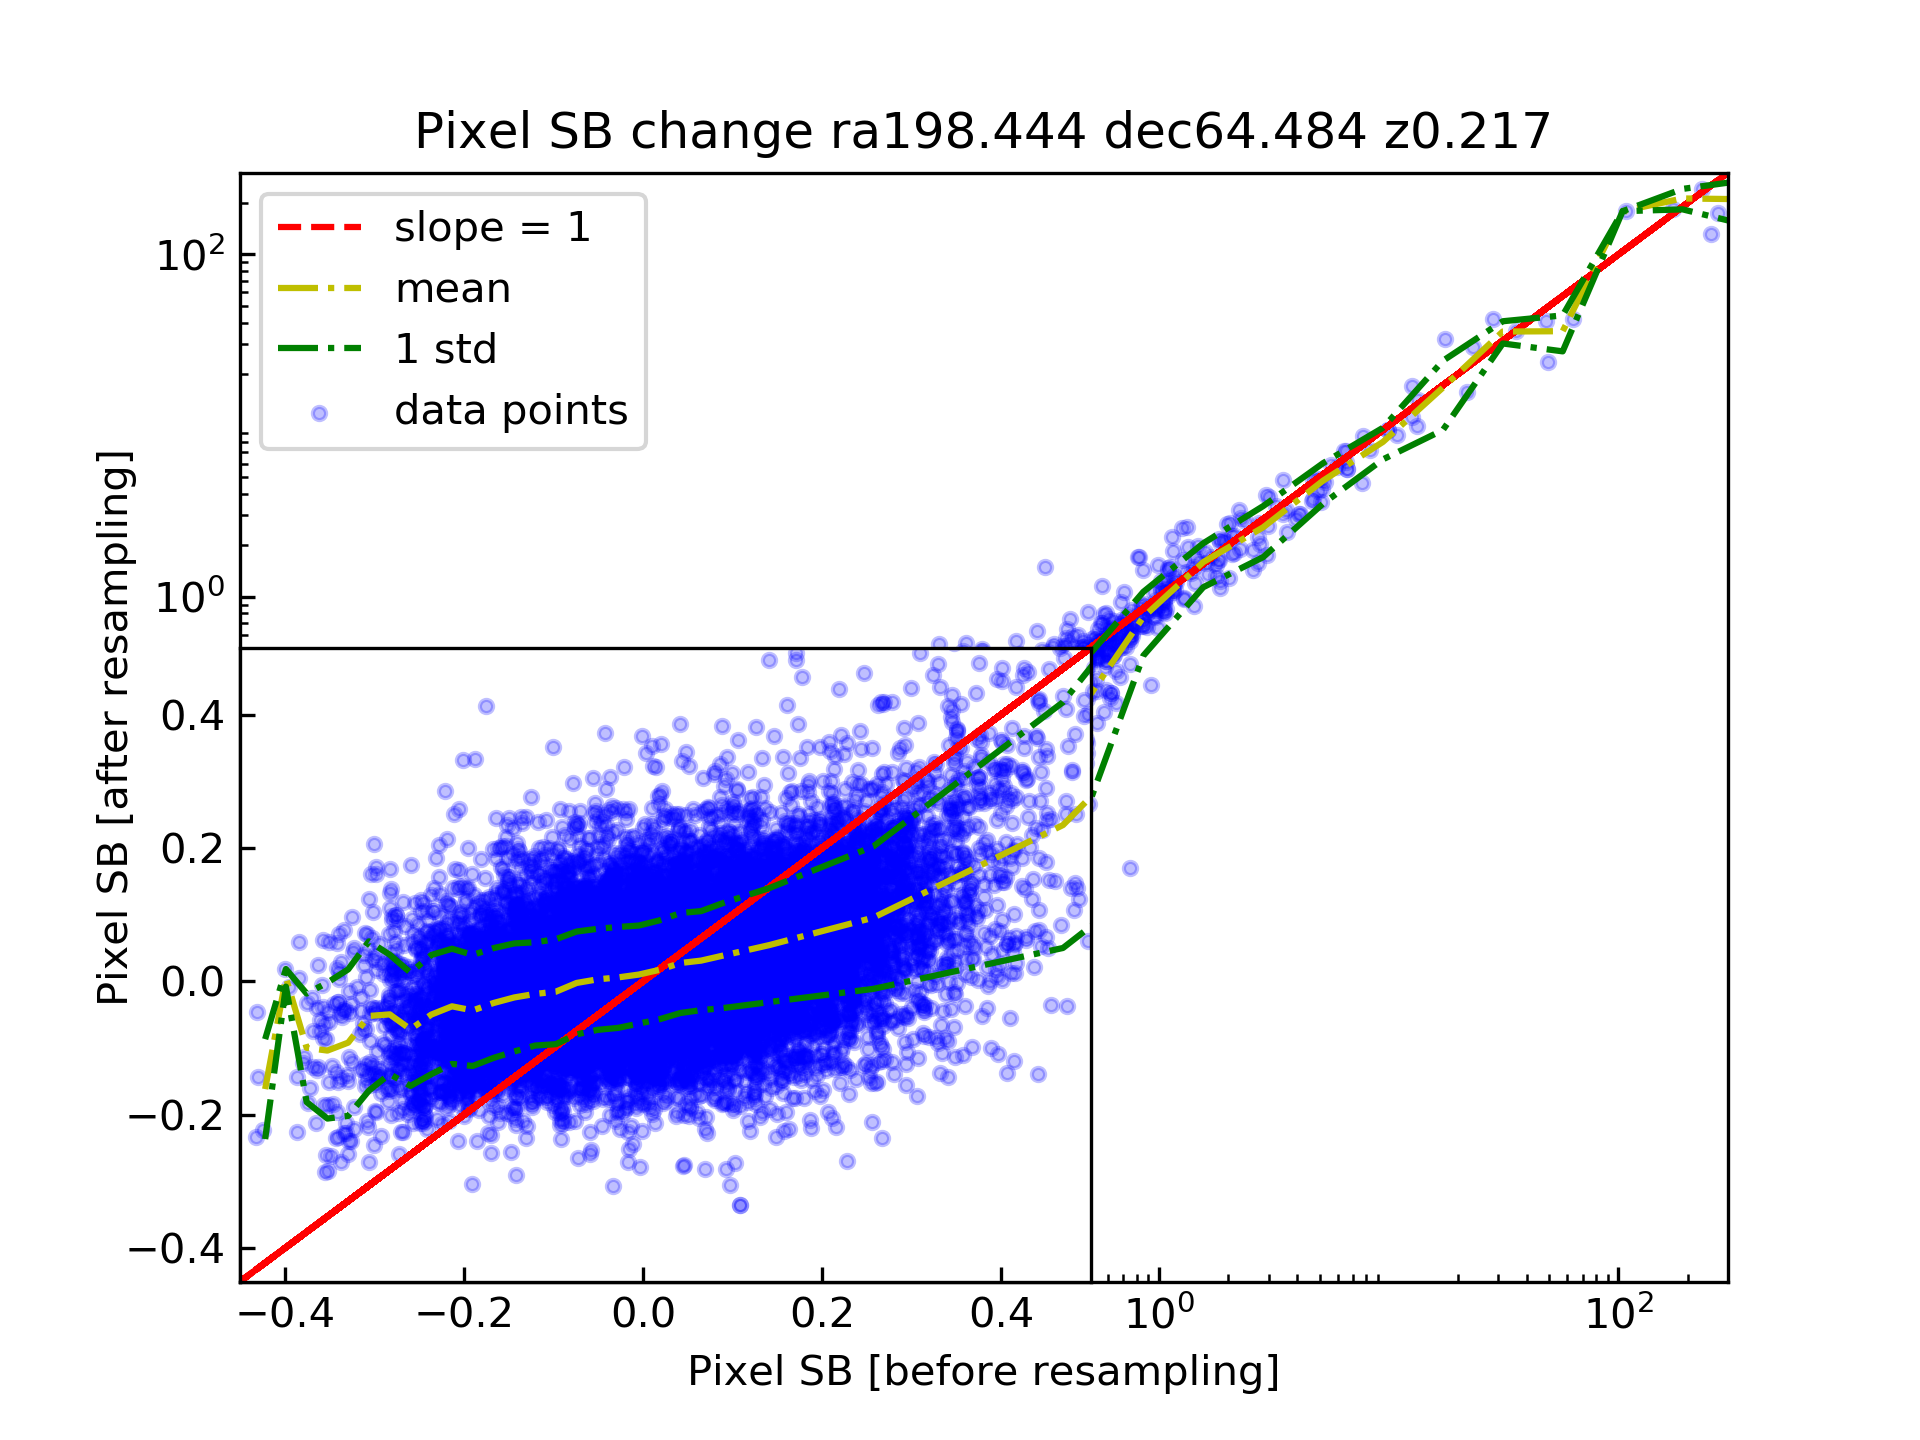 Pixel SB change ra198.444 dec64.484 z0.217
slope = 1
mean
1 std
data points
Pixel SB [after resampling]
10²
10⁰
0.4
0.2
0.0
−0.2
−0.4
−0.4 −0.2 0.0 0.2 0.4 10⁰ 10²
Pixel SB [before resampling]